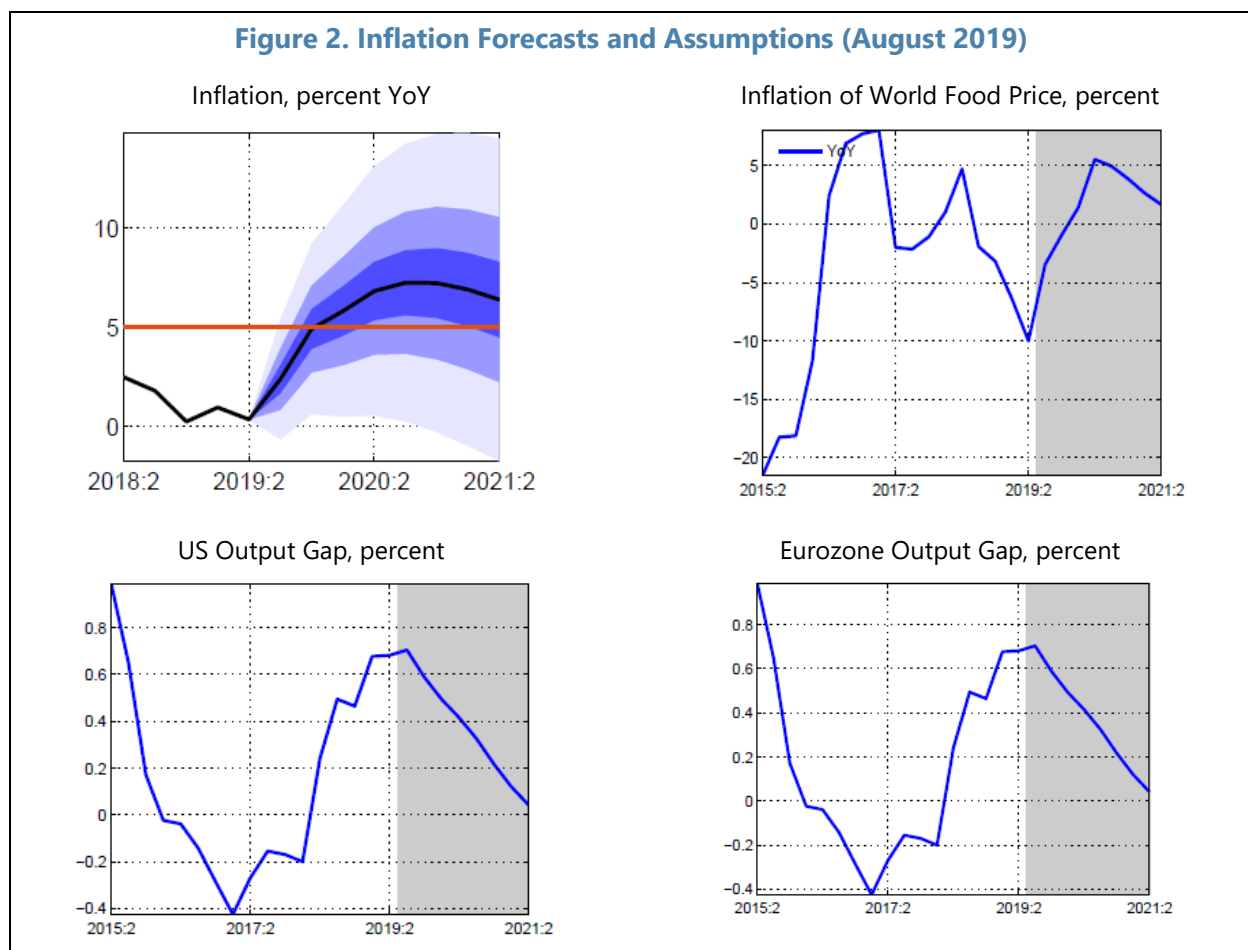 Figure 2. Inflation Forecasts and Assumptions (August 2019)
Inflation, percent YoY
10
5
0
2018:2 2019:2 2020:2 2021:2
Inflation of World Food Price, percent
YoY
5
0
−5
−10
−15
−20
2015:2 2017:2 2019:2 2021:2
US Output Gap, percent
0.8
0.6
0.4
0.2
0
−0.2
−0.4
2015:2 2017:2 2019:2 2021:2
Eurozone Output Gap, percent
0.8
0.6
0.4
0.2
0
−0.2
−0.4
2015:2 2017:2 2019:2 2021:2